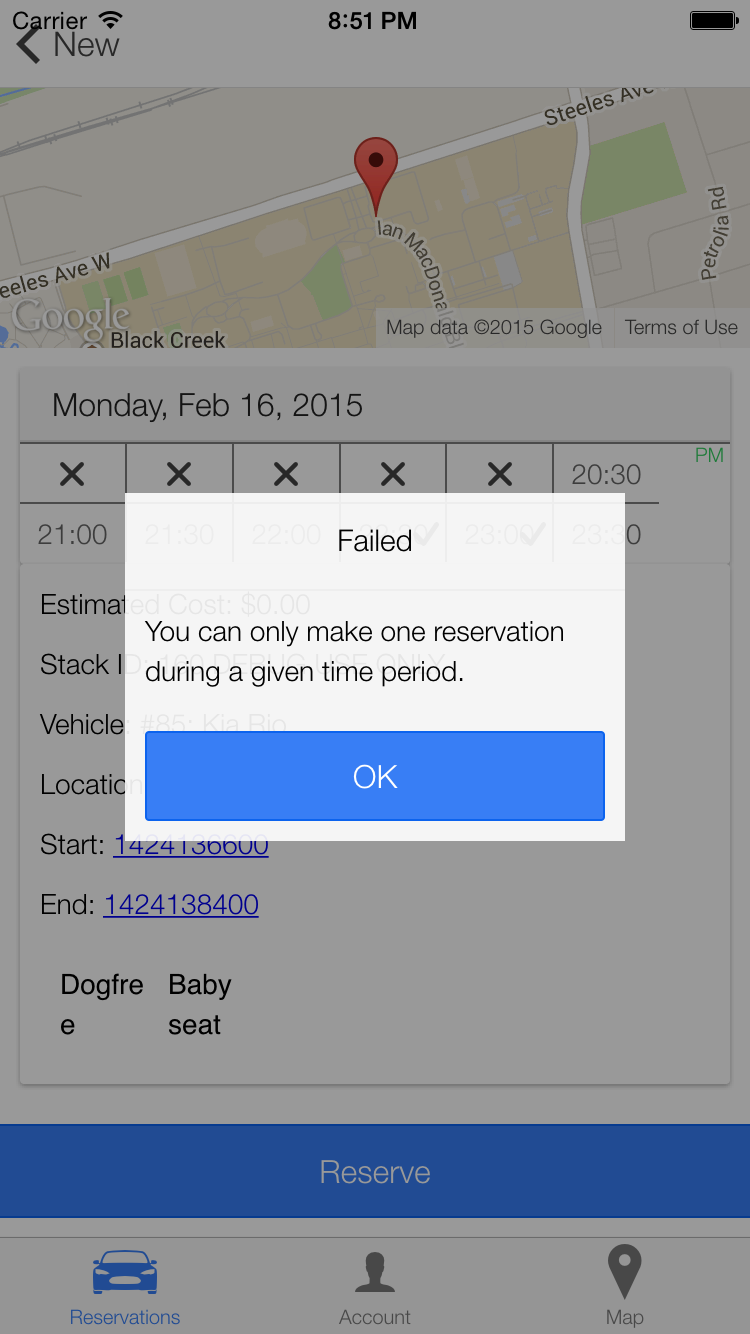 Carrier 8:51 PM
New
Steeles Ave
Ian MacDonald Bl
Petrolia Rd
eeles Ave W
Google
Black Creek
Map data ©2015 Google Terms of Use
Monday, Feb 16, 2015
PM
20:30
21:00 21:30 22:00 22:30 23:00 23:30
Failed
Estimated Cost: $0.00
You can only make one reservation
during a given time period.
Stack ID: 160 DEBUG USE ONLY
Vehicle: #85: Kia Rio
Location
OK
Start: 1424136600
End: 1424138400
Dogfre Baby
e seat
Reserve
Reservations Account Map